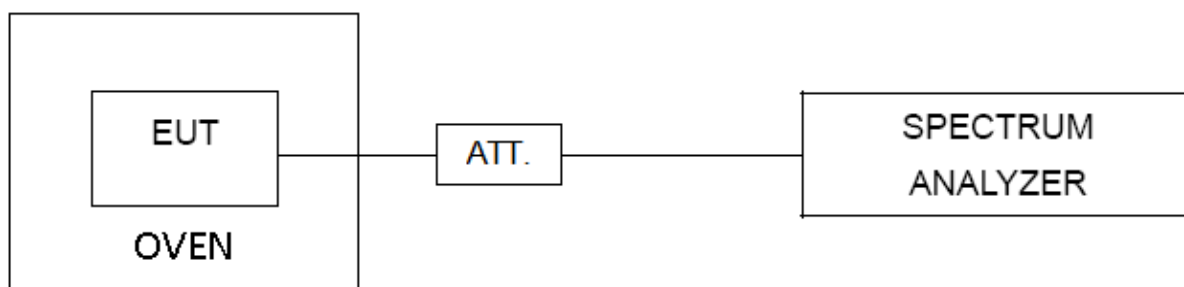 EUT
OVEN
ATT.
SPECTRUM
ANALYZER